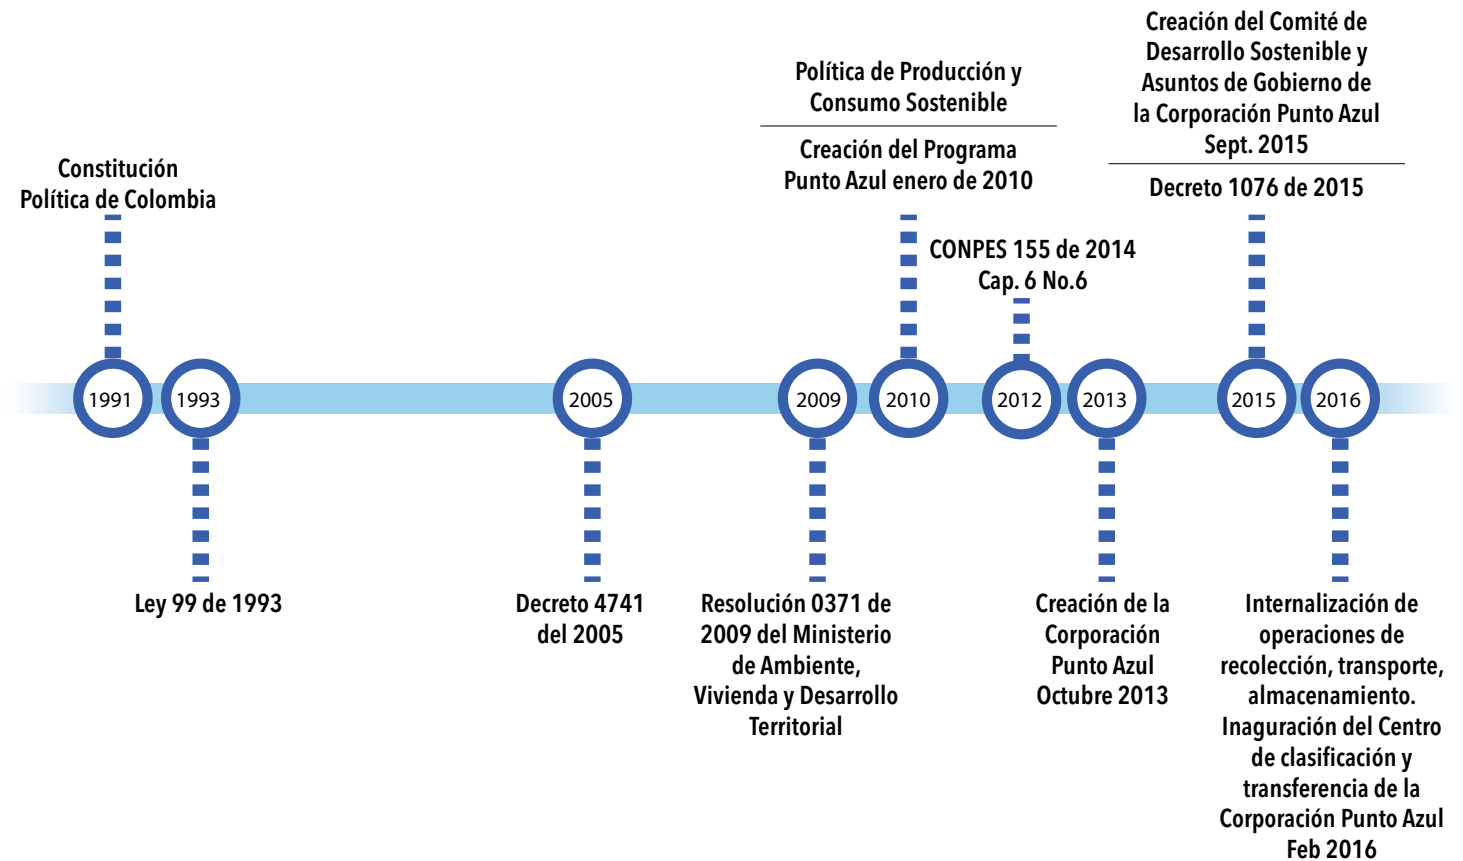 Creación del Comité de
Desarrollo Sostenible y
Asuntos de Gobierno de
la Corporación Punto Azul
Sept. 2015
Decreto 1076 de 2015
Política de Producción y
Consumo Sostenible
Creación del Programa
Punto Azul enero de 2010
Constitución
Política de Colombia
CONPES 155 de 2014
Cap. 6 No.6
1991
1993
2005
2009
2010
2012
2013
2015
2016
Ley 99 de 1993
Decreto 4741
del 2005
Resolución 0371 de
2009 del Ministerio
de Ambiente,
Vivienda y Desarrollo
Territorial
Creación de la
Corporación
Punto Azul
Octubre 2013
Internalización de
operaciones de
recolección, transporte,
almacenamiento.
Inaguración del Centro
de clasificación y
transferencia de la
Corporación Punto Azul
Feb 2016